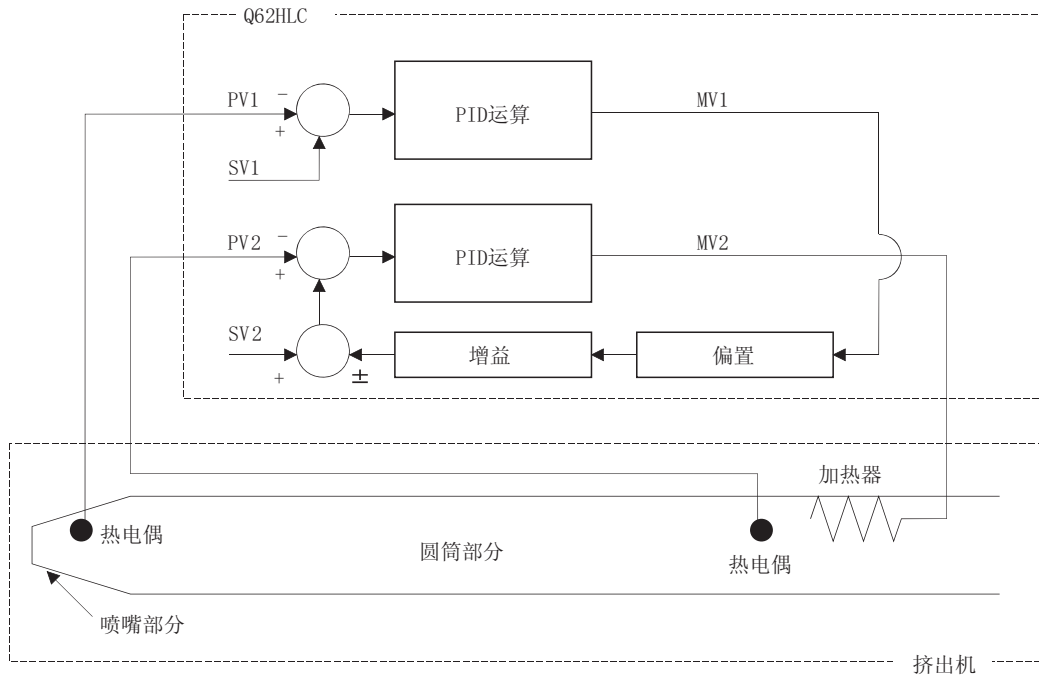 Q62HLC
PV1
−
+
SV1
PID运算
MV1
PV2
−
+
PID运算
MV2
SV2
+
±
增益
偏置
加热器
热电偶
圆筒部分
热电偶
喷嘴部分
挤出机